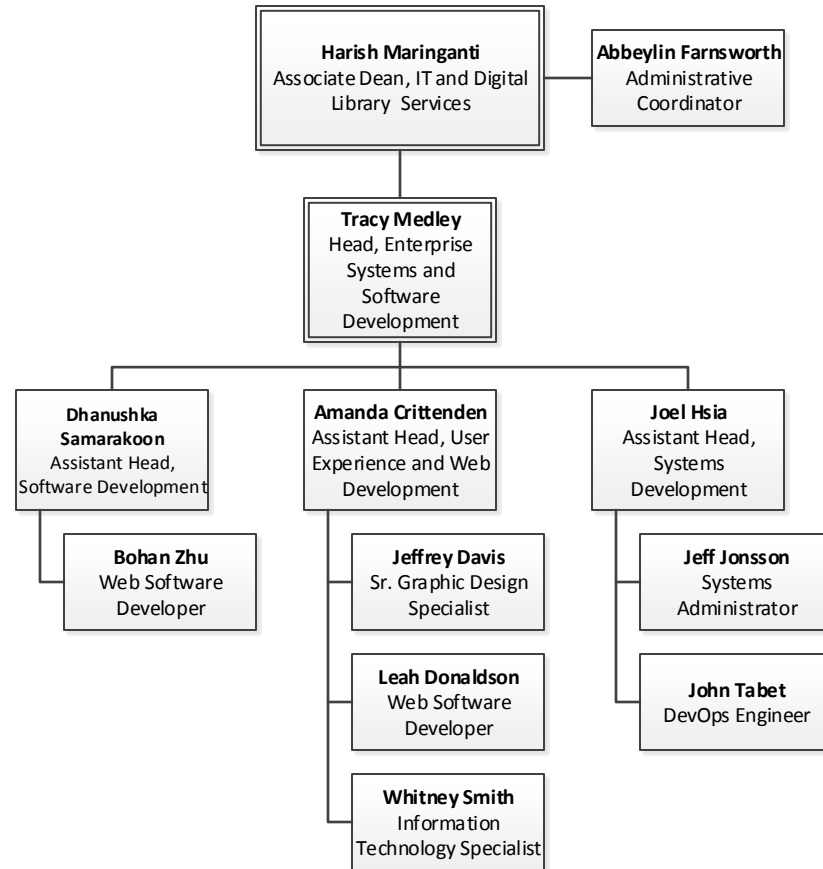 Harish Maringanti
Associate Dean, IT and Digital
Library Services
Abbeylin Farnsworth
Administrative
Coordinator
Tracy Medley
Head, Enterprise
Systems and
Software
Development
Dhanushka
Samarakoon
Assistant Head,
Software Development
Bohan Zhu
Web Software
Developer
Amanda Crittenden
Assistant Head, User
Experience and Web
Development
Jeffrey Davis
Sr. Graphic Design
Specialist
Leah Donaldson
Web Software
Developer
Whitney Smith
Information
Technology Specialist
Joel Hsia
Assistant Head,
Systems
Development
Jeff Jonsson
Systems
Administrator
John Tabet
DevOps Engineer